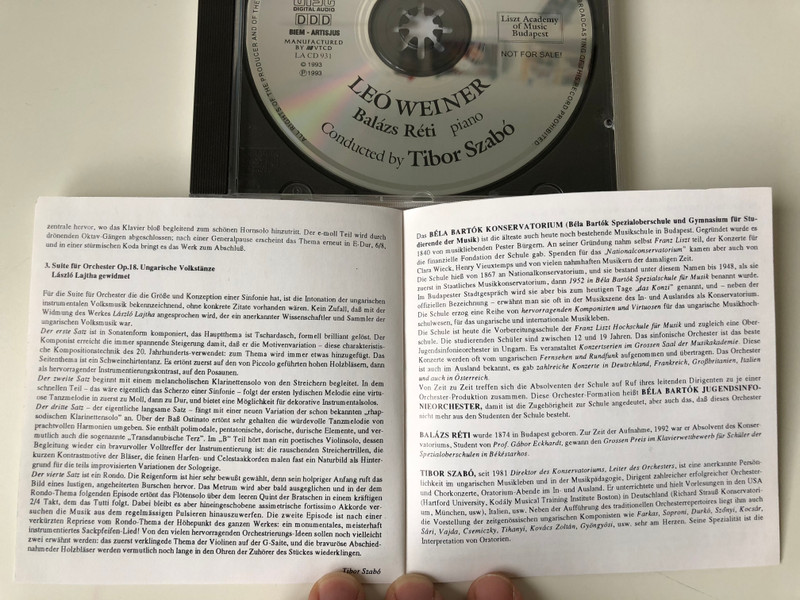 DIGITAL AUDIO
DDD
BIEM - ARTISJUS
MANUFACTURED
BY VTCD
LA CD 931
© 1993
℗ 1993
Liszt Academy
of Music
Budapest
NOT FOR SALE!
ALL RIGHTS OF THE PRODUCER AND OF THE
BROADCASTING OF THIS RECORD PROHIBITED
LEÓ WEINER
Balázs Réti piano
Conducted by Tibor Szabó
zentrale hervor, wo das Klavier bloß begleitend zum schönen Hornsolo hinzutritt. Der e-moll Teil wird durch
dröhnenden Oktav-Gängen abgeschlossen; nach einer Generalpause erscheint das Thema erneut in E-Dur, 6/8,
und in einer stürmischen Koda bringt es das Werk zum Abschluß.
3. Suite für Orchester Op.18. Ungarische Volkstänze
László Lajtha gewidmet
Für die Suite für Orchester die die Größe und Konzeption einer Sinfonie hat, ist die Intonation der ungarischen
instrumentalen Volksmusik bekennzeichnend, ohne konkrete Zitate vorhanden wären. Kein Zufall, daß mit der
Widmung des Werkes László Lajtha angesprochen wird, der ein anerkannter Wissenschaftler und Sammler der
ungarischen Volksmusik war.
Der erste Satz ist in Sonatenform componiert, das Hauptthema ist Tschardasch, formell brilliant gelöst. Der
Komponist erreicht die immer spannende Steigerung damit, daß er die Motivenvariation – diese charakteristi-
sche Kompositionstechnik des 20. Jahrhunderts-verwendet: zum Thema wird immer etwas hinzugefügt. Das
Seitenthema ist ein Schweinehirtentanz. Es ertönt zuerst auf den von Piccolo geführten hohen Holzbläsern, dann
als hervorragender Instrumentierungskontrast, auf den Posaunen.
Der zweite Satz beginnt mit einem melancholischen Klarinettensolo von den Streichern begleitet. In dem
schnellen Teil - das wäre eigentlich das Scherzo einer Sinfonie – folgt der ersten lydischen Melodie eine virtu-
ose Tanzmelodie in zuerst zu Moll, dann zu Dur, und bietet eine Möglichkeit für dekorative Instrumentalsolos.
Der dritte Satz – der eigentliche langsame Satz – fängt mit einer neuen Variation der schon bekannten „rhap-
sodischen Klarinettensolo" an. Über der Baß Ostinato ertönt sehr gehalten die würdevolle Tanzmelodie von
prachtvollen Harmonien umgeben. Sie enthält polimodale, pentatonische, dorische, durische Elemente, und ver-
mutlich auch die sogenannte „Transdanubische Terz". Im „B" Teil hört man ein poetisches Violinsolo, dessen
Begleitung wieder ein bravurvoller Volltreffer der Instrumentierung ist: die rauschenden Streichertrillen, die
kurzen Kontrastmotive der Bläser, die feinen Harfen- und Celestaakkorden malen fast ein Naturbild als Hinter-
grund für die teils improvisierten Variationen der Sologeige.
Der vierte Satz ist ein Rondo. Die Reigenform ist hier sehr bewußt gewählt, denn sein holpriger Anfang ruft das
Bild eines lustigen, angeheiterten Burschen hervor. Das Metrum wird aber bald ausgeglichen und in der dem
Rondo-Thema folgenden Episode ertönt das Flötensolo über dem leeren Quint der Bratschen in einem kräftigen
2/4 Takt, dem das Tutti folgt. Dabei bleibt es aber hineingeschobene assimetrische fortissimo Akkorde ver-
suchen die Musik aus dem regelmässigen Pulsieren hinauszuwerfen. Die zweite Episode ist nach einer
verkürzten Repriese vom Rondo-Thema der Höhepunkt des ganzen Werkes: ein monumentales, meisterhaft
instrumentiertes Sackpfeifen-Lied! Von den vielen hervorragenden Orchestrierungs-Ideen sollen noch vielleicht
zwei erwährt werden: das zuerst verklingede Thema der Violinen auf der G-Saite, und die bravuröse Abschied-
nahmeder Holzbläser werden vermutlich noch lange in den Ohren der Zuhörer des Stückes wiederklingen.
Tibor Szabó
Das BÉLA BARTÓK KONSERVATORIUM (Béla Bartók Spezialoberschule und Gymnasium für Stu-
dierende der Musik) ist die älteste auch heute noch bestehende Musikschule in Budapest. Gegründet wurde es
1840 von musikliebenden Pester Bürgern. An seiner Gründung nahm selbst Franz Liszt teil, der Konzerte für
die finanzielle Fondation der Schule gab. Spenden für das „Nationalconservatorium" kamen aber auch von
Clara Wieck, Henry Vieuxtemps und von vielen nahmhaften Musikern der damaligen Zeit.
Die Schule hieß von 1867 an Nationalkonservatorium, und sie bestand unter diesem Namen bis 1948, als sie
zuerst in Staatliches Musikkonservatorium, dann 1952 in Béla Bartók Spezialschule für Musik benannt wurde.
Im Budapester Stadtgespräch wird sie aber bis zum heutigen Tage „das Konzi" genannt, und – neben der
offiziellen Bezeichnung – erwähnt man sie oft in der Musikszene des In- und Auslandes als Konservatorium.
Die Schule erzog eine Reihe von hervorragenden Komponisten und Virtuosen für das ungarische Musikhoch-
schulwesen, für das ungarische und internationale Musikleben.
Die Schule ist heute die Vorbereitungsschule der Franz Liszt Hochschule für Musik und zugleich eine Ober-
schule. Die studierenden Schüler sind zwischen 12 und 19 Jahren. Das sinfonische Orchester ist das beste
Jugendsinfonieorchester in Ungarn. Es veranstaltet Konzertserien im Grossen Saal der Musikakademie. Diese
Konzerte werden oft vom ungarischen Fernsehen und Rundfunk aufgenommen und übertragen. Das Orchester
ist auch im Ausland bekannt, es gab zahlreiche Konzerte in Deutschland, Frankreich, Großbritannien, Italien
und auch in Österreich.
Von Zeit zu Zeit treffen sich die Absolventen der Schule auf Ruf ihres leitenden Dirigenten zu je einer
Orchester-Produktion zusammen. Diese Orchester-Formation heißt BÉLA BARTÓK JUGENDSINFO-
NIEORCHESTER, damit ist die Zugehörigkeit zur Schule angedeutet, aber auch das, daß dieses Orchester
nicht mehr aus den Studenten der Schule besteht.
BALÁZS RÉTI wurde 1874 in Budapest geboren. Zur Zeit der Aufnahme, 1992 war er Absolvent des Konser-
vatoriums, Student von Prof. Gábor Eckhardt, gewann den Grossen Preis im Klavierwettbewerb für Schüler der
Spezialoberschulen in Békéstarhos.
TIBOR SZABÓ, seit 1981 Direktor des Konservatoriums, Leiter des Orchesters, ist eine anerkannte Persön-
lichkeit im ungarischen Musikleben und in der Musikpädagogie, Dirigent zahlreicher erfolgreicher Orchester-
und Chorkonzerte, Oratorium-Abende im In- und Ausland. Er unterrichtete und hielt Vorlesungen in den USA
(Hartford University, Kodály Musical Training Institute Boston) in Deutschland (Richard Strauß Konservatori-
um, München, usw), Italien, usw. Neben der Aufführung des traditionellen Orchesterrepertoires liegt ihm auch
die Vorstellung der zeitgenössischen ungarischen Komponisten wie Farkas, Soproni, Durkó, Szőnyi, Kocsár,
Sári, Vajda, Czerniczky, Tihanyi, Kovács Zoltán, Gyöngyösi, usw. sehr am Herzen. Seine Spezialität ist die
Interpretation von Oratorien.